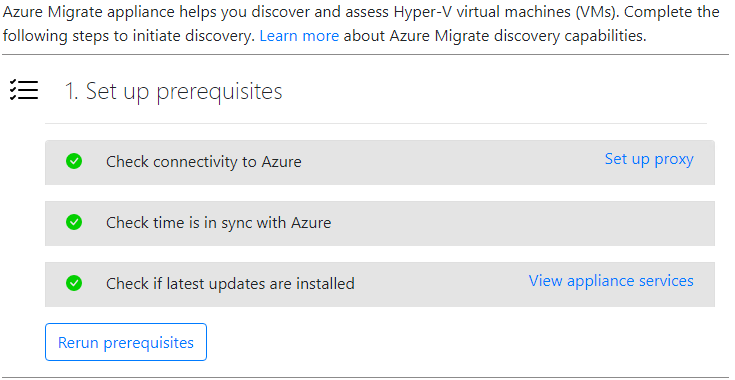 Azure Migrate appliance helps you discover and assess Hyper-V virtual machines (VMs). Complete the
following steps to initiate discovery. Learn more about Azure Migrate discovery capabilities.
1. Set up prerequisites
Check connectivity to Azure
Set up proxy
Check time is in sync with Azure
Check if latest updates are installed
View appliance services
Rerun prerequisites